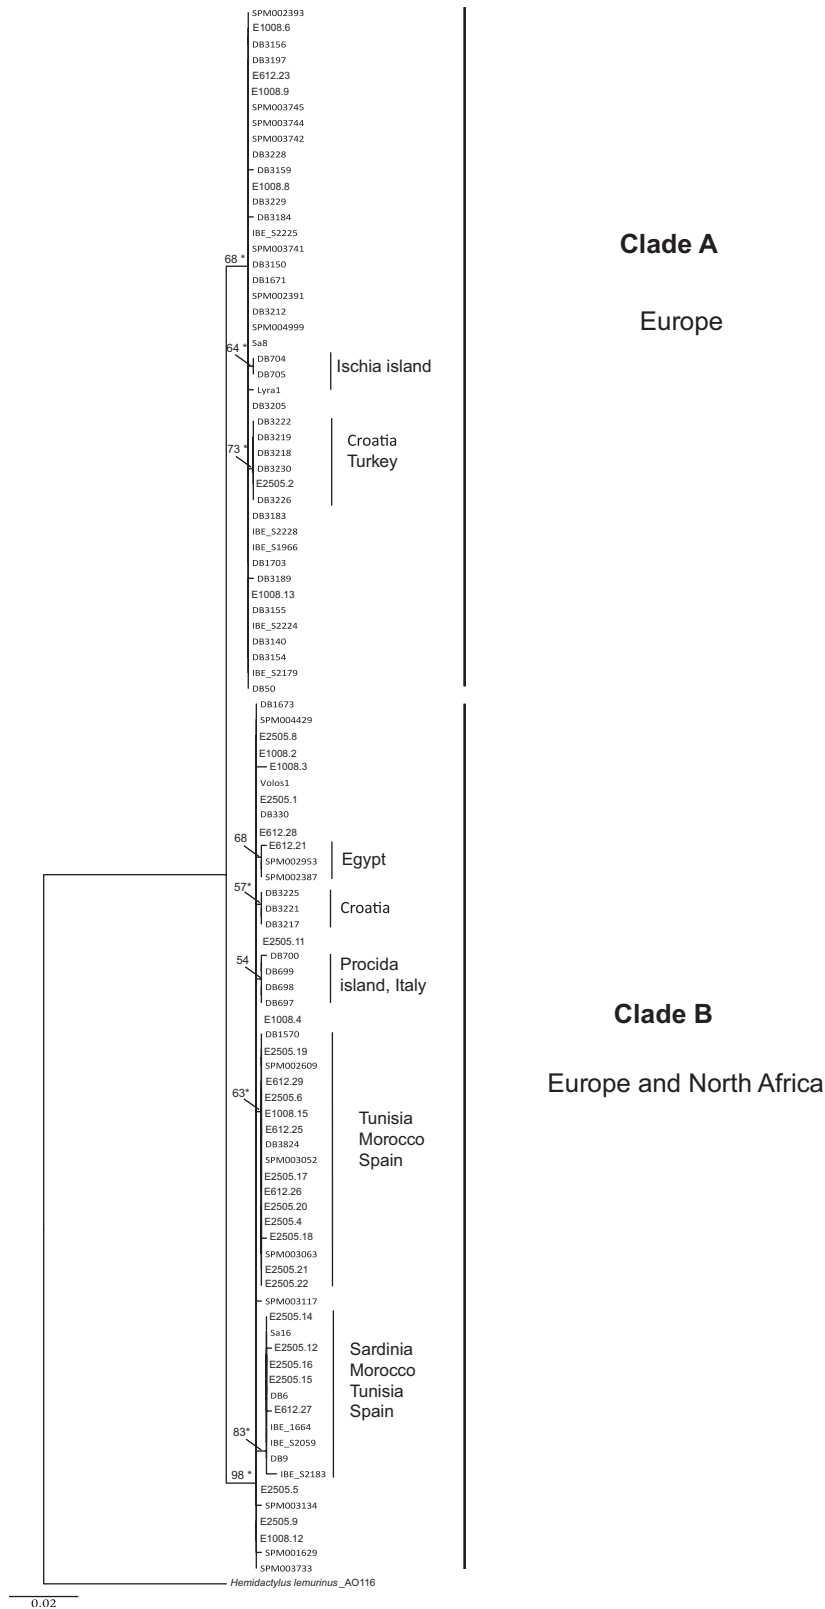 SPM002393
E1008.6
DB3156
DB3197
E612.23
E1008.9
SPM003745
SPM003744
SPM003742
DB3228
DB3159
E1008.8
DB3229
DB3184
IBE_S2225
SPM003741
68 *
DB3150
DB1671
SPM002391
DB3212
SPM004999
Sa8
64 *
DB704
DB705
Lyra1
DB3205
DB3222
DB3219
73 *
DB3218
DB3230
E2505.2
DB3226
DB3183
IBE_S2228
IBE_S1966
DB1703
DB3189
E1008.13
DB3155
IBE_S2224
DB3140
DB3154
IBE_S2179
DB50
Ischia island
Croatia
Turkey
Clade A
Europe
DB1673
SPM004429
E2505.8
E1008.2
E1008.3
Volos1
E2505.1
DB330
E612.28
68
E612.21
SPM002953
SPM002387
57*
DB3225
DB3221
DB3217
E2505.11
54
DB700
DB699
DB698
DB697
E1008.4
DB1570
E2505.19
SPM002609
E612.29
63*
E2505.6
E1008.15
E612.25
DB3824
SPM003052
E2505.17
E612.26
E2505.20
E2505.4
E2505.18
SPM003063
E2505.21
E2505.22
SPM003117
E2505.14
Sa16
E2505.12
E2505.16
E2505.15
DB6
E612.27
IBE_1664
83*
IBE_S2059
DB9
IBE_S2183
98 *
E2505.5
SPM003134
E2505.9
E1008.12
SPM001629
SPM003733
Egypt
Croatia
Procida
island, Italy
Tunisia
Morocco
Spain
Sardinia
Morocco
Tunisia
Spain
Clade B
Europe and North Africa
Hemidactylus lemurinus_AO116
0.02